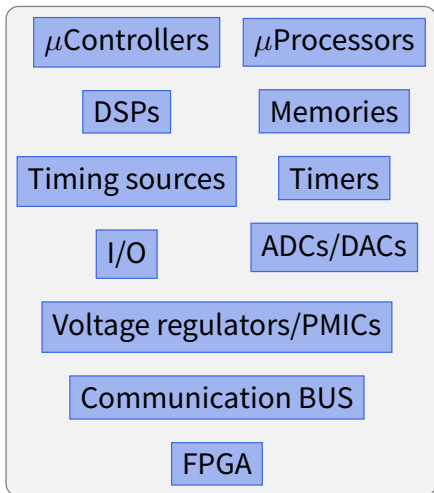 μControllers
μProcessors
DSPs
Memories
Timing sources
Timers
I/O
ADCs/DACs
Voltage regulators/PMICs
Communication BUS
FPGA